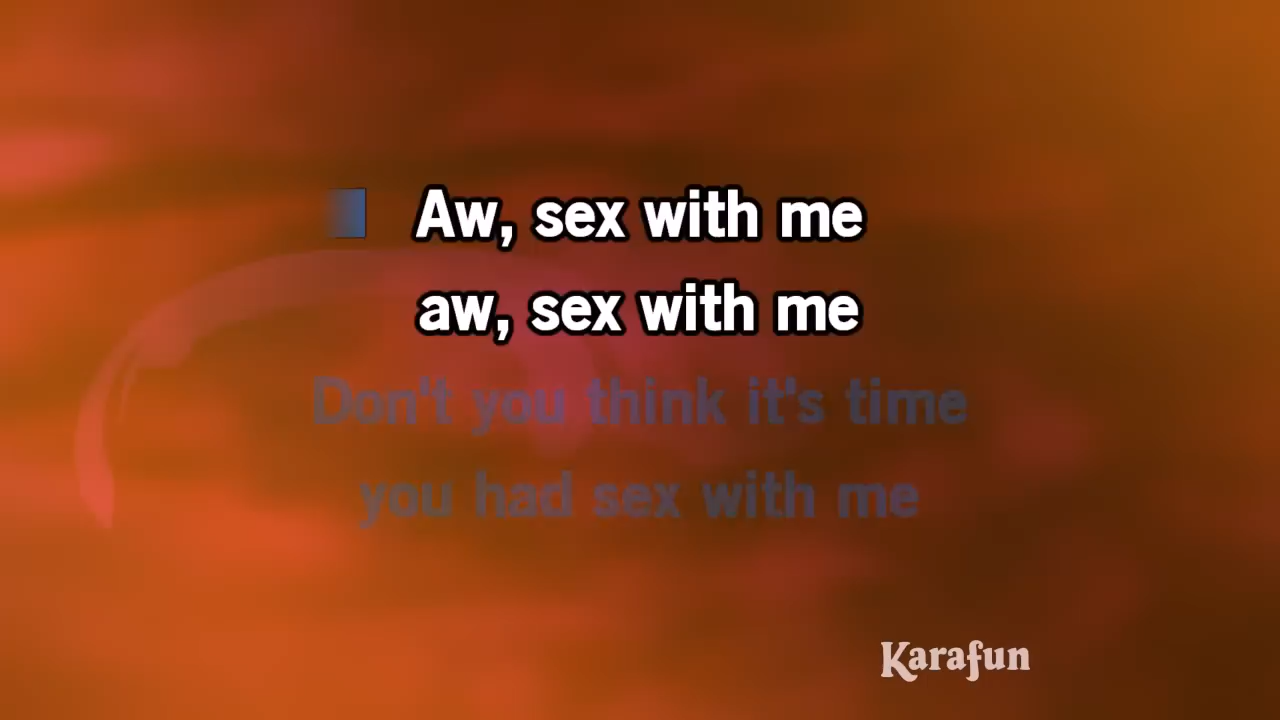 Aw, sex with me
aw, sex with me
Don't you think it's time
you had sex with me
Karafun